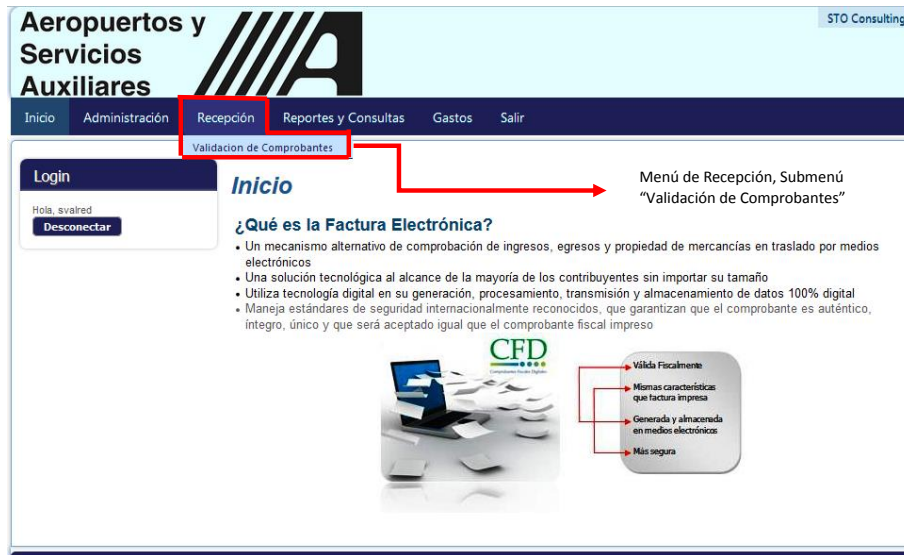 Aeropuertos y
Servicios
Auxiliares
STO Consulting
Inicio Administración Recepción Reportes y Consultas Gastos Salir
Validacion de Comprobantes
Login
Hola, svalred
Desconectar
Menú de Recepción, Submenú
“Validación de Comprobantes”
Inicio
¿Qué es la Factura Electrónica?
• Un mecanismo alternativo de comprobación de ingresos, egresos y propiedad de mercancías en traslado por medios
electrónicos
• Una solución tecnológica al alcance de la mayoría de los contribuyentes sin importar su tamaño
• Utiliza tecnología digital en su generación, procesamiento, transmisión y almacenamiento de datos 100% digital
• Maneja estándares de seguridad internacionalmente reconocidos, que garantizan que el comprobante es auténtico,
íntegro, único y que será aceptado igual que el comprobante fiscal impreso
CFD
Comprobantes Fiscales Digitales
Válida Fiscalmente
Mismas características
que factura impresa
Generada y almacenada
en medios electrónicos
Más segura